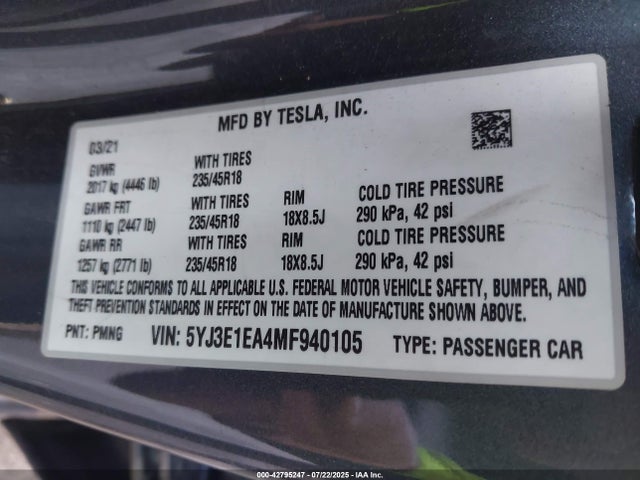 MFD BY TESLA, INC.
03/21
GVWR WITH TIRES
2017 kg (4446 lb) 235/45R18
GAWR FRT WITH TIRES RIM COLD TIRE PRESSURE
1110 kg (2447 lb) 235/45R18 18X8.5J 290 kPa, 42 psi
GAWR RR WITH TIRES RIM COLD TIRE PRESSURE
1257 kg (2771 lb) 235/45R18 18X8.5J 290 kPa, 42 psi
THIS VEHICLE CONFORMS TO ALL APPLICABLE U.S. FEDERAL MOTOR VEHICLE SAFETY, BUMPER, AND
THEFT PREVENTION STANDARDS IN EFFECT ON THE DATE OF MANUFACTURE SHOWN ABOVE.
PNT: PMNG VIN: 5YJ3E1EA4MF940105 TYPE: PASSENGER CAR
000-42795247 - 07/22/2025 - IAA, Inc.